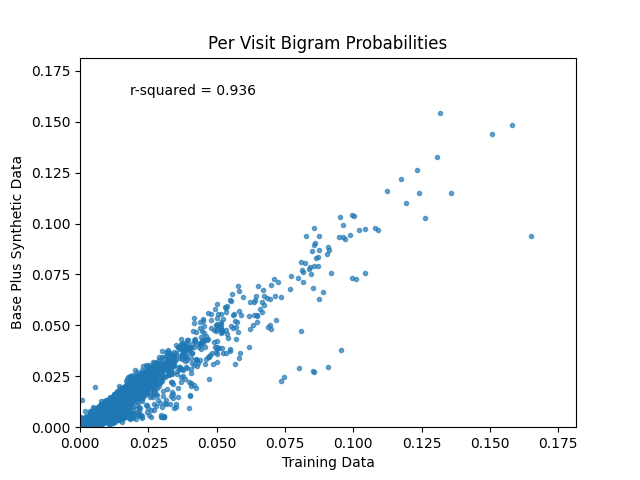 Per Visit Bigram Probabilities
r-squared = 0.936
Base Plus Synthetic Data
0.175
0.150
0.125
0.100
0.075
0.050
0.025
0.000
0.000 0.025 0.050 0.075 0.100 0.125 0.150 0.175
Training Data